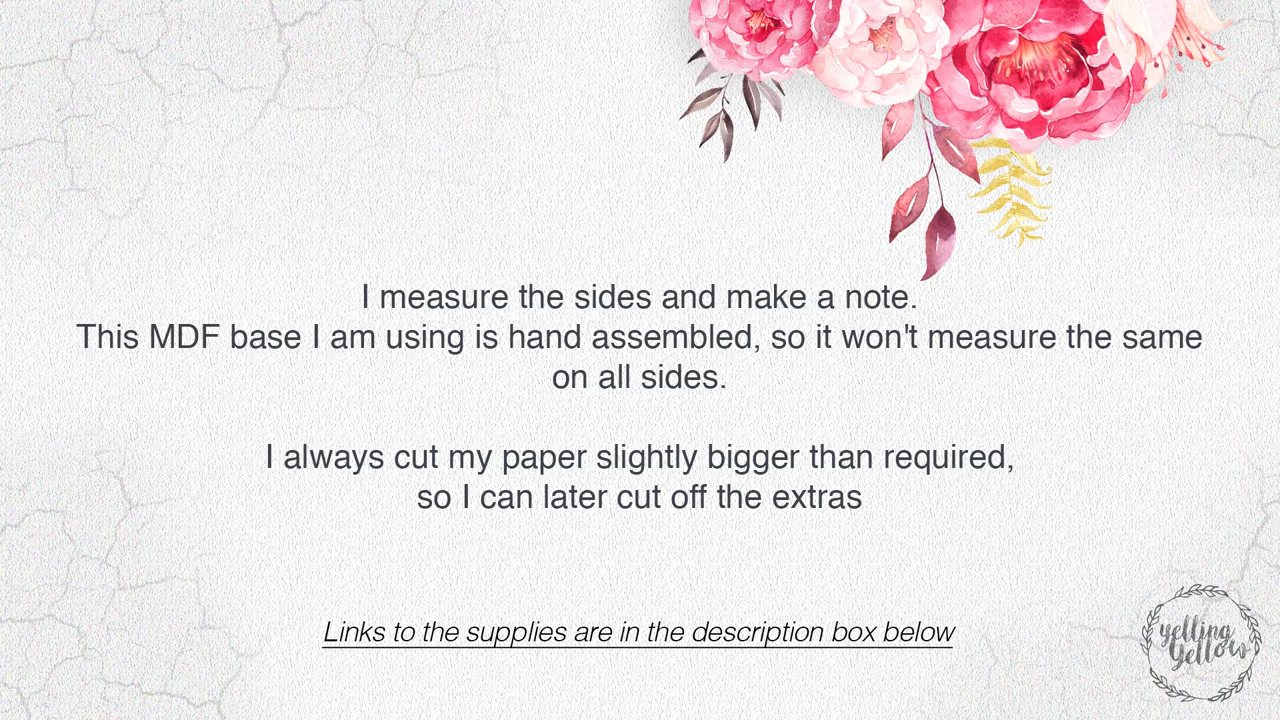 I measure the sides and make a note.
This MDF base I am using is hand assembled, so it won't measure the same
on all sides.
I always cut my paper slightly bigger than required,
so I can later cut off the extras
Links to the supplies are in the description box below
yelling
yellow